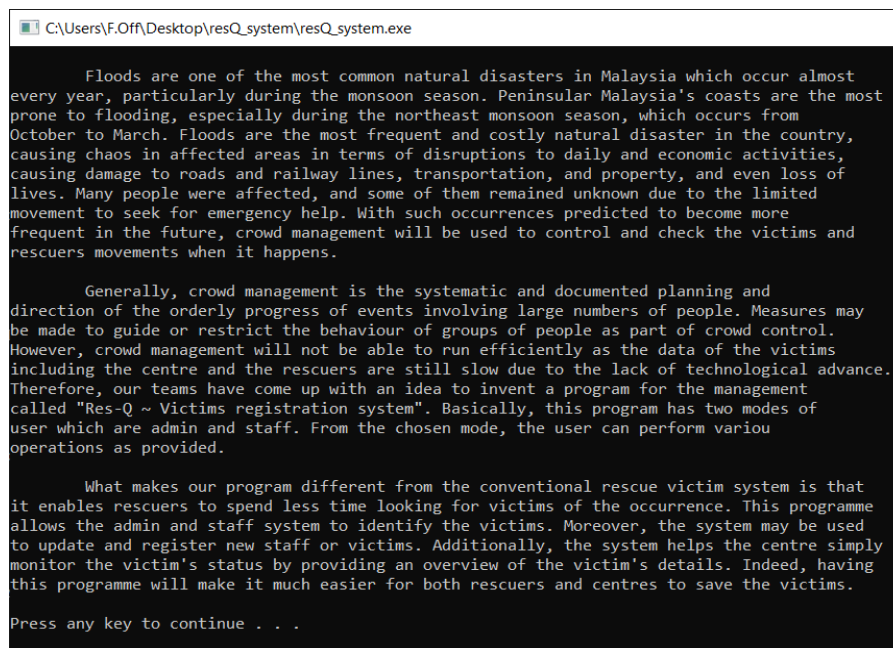 C:\Users\F.Off\Desktop\resQ_system\resQ_system.exe
Floods are one of the most common natural disasters in Malaysia which occur almost
every year, particularly during the monsoon season. Peninsular Malaysia's coasts are the most
prone to flooding, especially during the northeast monsoon season, which occurs from
October to March. Floods are the most frequent and costly natural disaster in the country,
causing chaos in affected areas in terms of disruptions to daily and economic activities,
causing damage to roads and railway lines, transportation, and property, and even loss of
lives. Many people were affected, and some of them remained unknown due to the limited
movement to seek for emergency help. With such occurrences predicted to become more
frequent in the future, crowd management will be used to control and check the victims and
rescuers movements when it happens.
Generally, crowd management is the systematic and documented planning and
direction of the orderly progress of events involving large numbers of people. Measures may
be made to guide or restrict the behaviour of groups of people as part of crowd control.
However, crowd management will not be able to run efficiently as the data of the victims
including the centre and the rescuers are still slow due to the lack of technological advance.
Therefore, our teams have come up with an idea to invent a program for the management
called "Res-Q ~ Victims registration system". Basically, this program has two modes of
user which are admin and staff. From the chosen mode, the user can perform variou
operations as provided.
What makes our program different from the conventional rescue victim system is that
it enables rescuers to spend less time looking for victims of the occurrence. This programme
allows the admin and staff system to identify the victims. Moreover, the system may be used
to update and register new staff or victims. Additionally, the system helps the centre simply
monitor the victim's status by providing an overview of the victim's details. Indeed, having
this programme will make it much easier for both rescuers and centres to save the victims.
Press any key to continue . . .